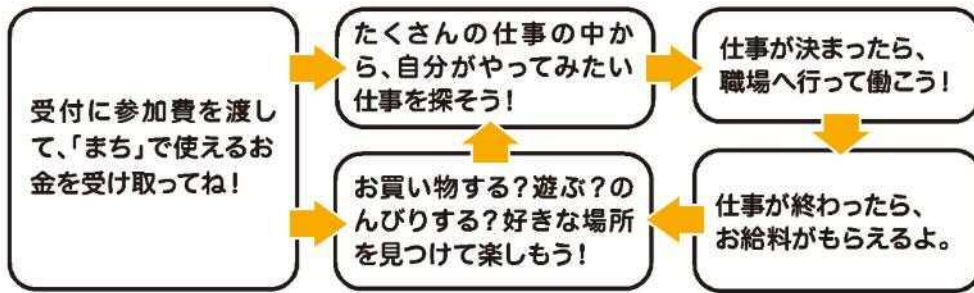 受付に参加費を渡し
て、「まち」で使えるお
金を受け取ってね！
たくさんの仕事の中か
ら、自分がやってみたい
仕事を探そう！
仕事が決まったら、
職場へ行って働こう！
仕事が終わったら、
お給料がもらえるよ。
お買い物する？遊ぶ？の
んびりする？好きな場所
を見つけて楽しもう！